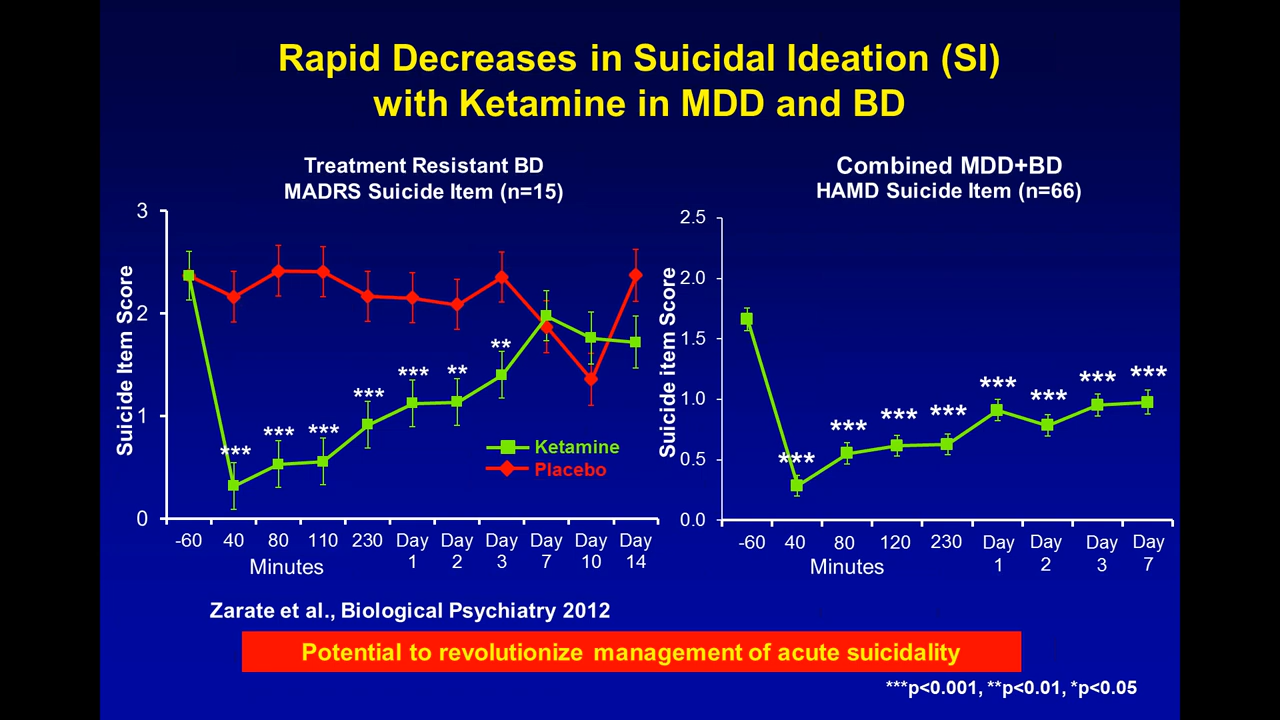 Rapid Decreases in Suicidal Ideation (SI)
with Ketamine in MDD and BD
Treatment Resistant BD
MADRS Suicide Item (n=15)
Suicide Item Score
3
2
1
0
***
***
***
***
***
**
**
Ketamine
Placebo
-60 40 80 110 230 Day Day Day Day Day Day
1 2 3 7 10 14
Minutes
Combined MDD+BD
HAMD Suicide Item (n=66)
Suicide item Score
2.5
2.0
1.5
1.0
0.5
0.0
***
***
***
***
***
***
***
***
-60 40 80 120 230 Day Day Day Day
1 2 3 7
Minutes
Zarate et al., Biological Psychiatry 2012
Potential to revolutionize management of acute suicidality
***p<0.001, **p<0.01, *p<0.05